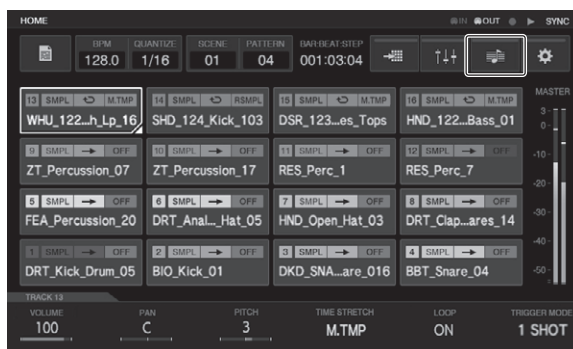 HOME IN OUT SYNC
BPM QUANTIZE SCENE PATTERN BAR:BEAT:STEP
128.0 1/16 01 04 001:03:04
MASTER
13 SMPL M.TMP 14 SMPL RSMPL 15 SMPL M.TMP 16 SMPL M.TMP
WHU_122...h_Lp_16 SHD_124_Kick_103 DSR_123...es_Tops HND_122...Bass_01
9 SMPL OFF 10 SMPL OFF 11 SMPL OFF 12 SMPL OFF
ZT_Percussion_07 ZT_Percussion_17 RES_Perc_1 RES_Perc_7
5 SMPL OFF 6 SMPL OFF 7 SMPL OFF 8 SMPL OFF
FEA_Percussion_20 DRT_Anal..._Hat_05 HND_Open_Hat_03 DRT_Clap...ares_14
1 SMPL OFF 2 SMPL OFF 3 SMPL OFF 4 SMPL OFF
DRT_Kick_Drum_05 BIO_Kick_01 DKD_SNA...are_016 BBT_Snare_04
3
0
-10
-20
-30
-40
-50
TRACK 13
VOLUME PAN PITCH TIME STRETCH LOOP TRIGGER MODE
100 C 3 M.TMP ON 1 SHOT